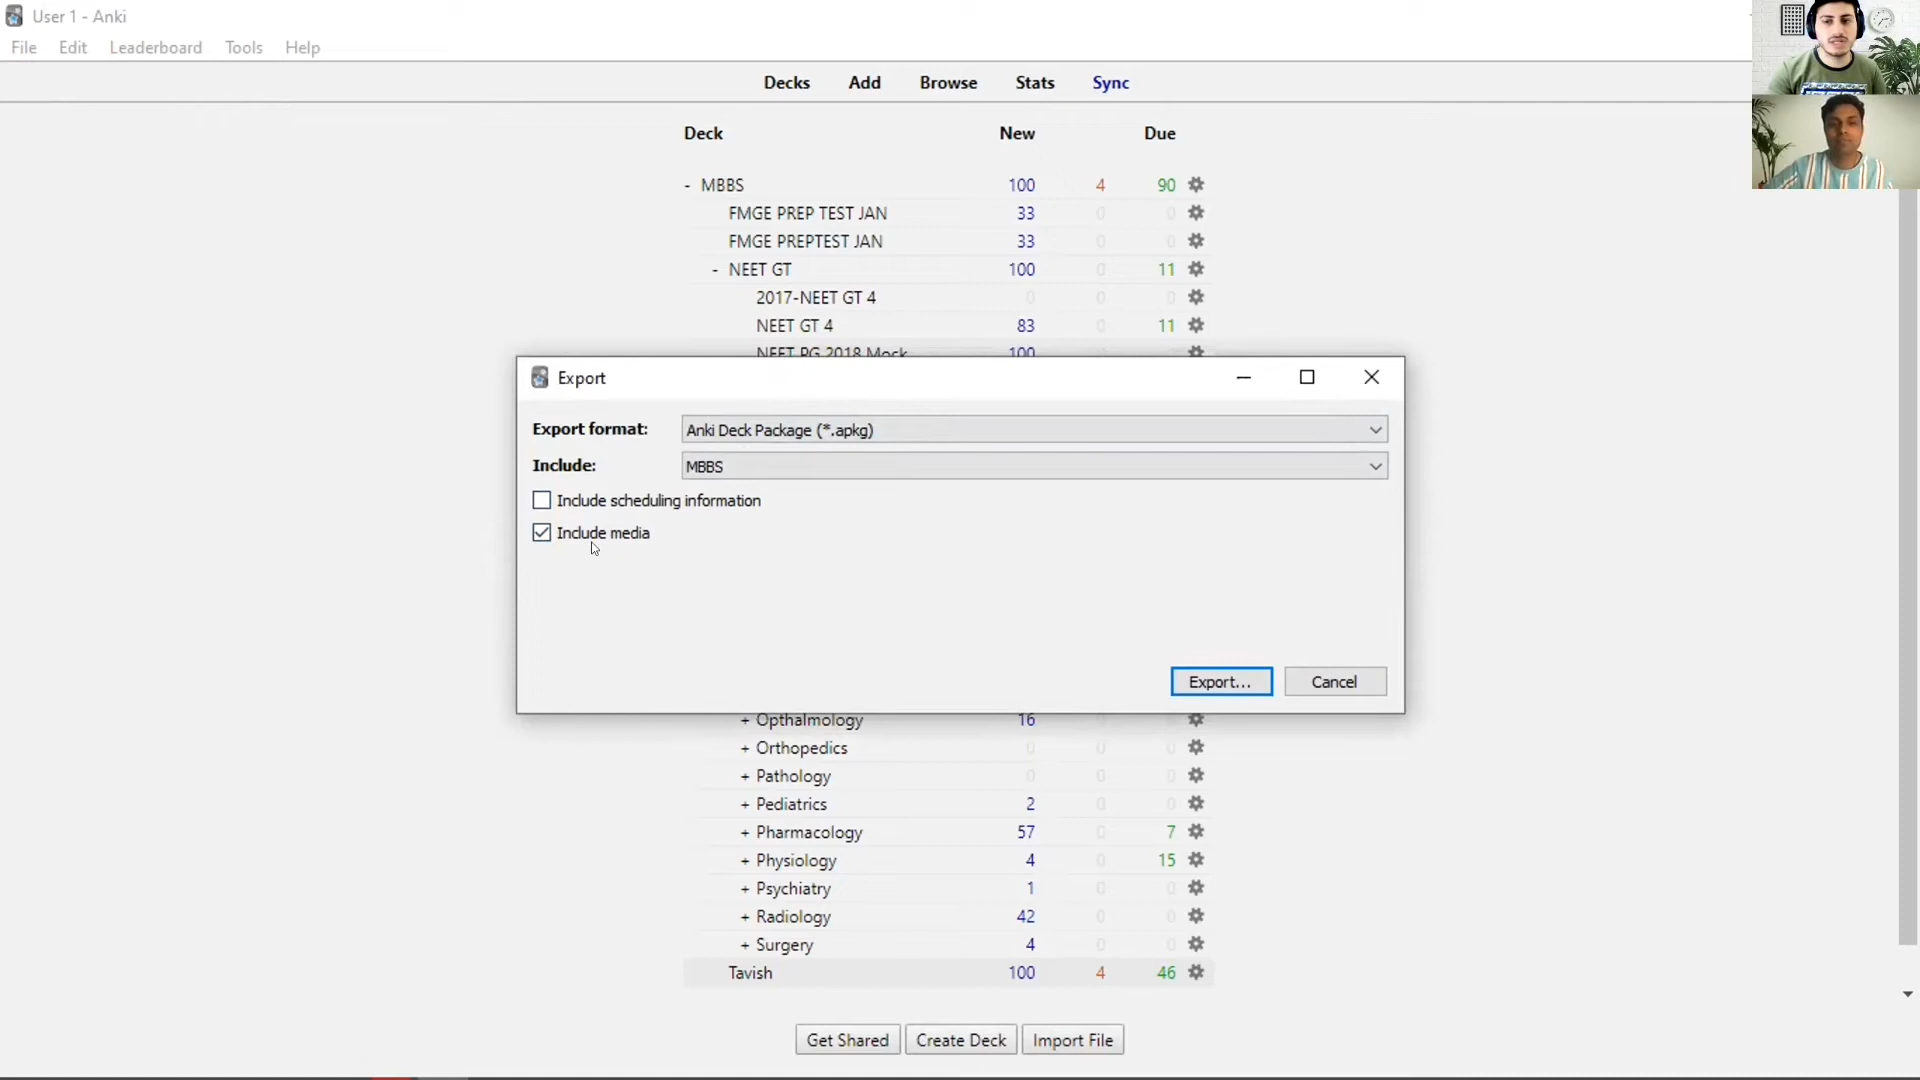 User 1 - Anki
File Edit Leaderboard Tools Help
Decks Add Browse Stats Sync
Deck New Due
- MBBS 100 4 90
FMGE PREP TEST JAN 33 0 0
FMGE PREPTEST JAN 33 0 0
- NEET GT 100 0 11
2017-NEET GT 4 0 0 0
NEET GT 4 83 0 11
NEET PG 2018 Mock 100
Export
Export format: Anki Deck Package (*.apkg)
Include: MBBS
Include scheduling information
Include media
Export... Cancel
+ Opthalmology 16
+ Orthopedics 0 0 0
+ Pathology 0 0 0
+ Pediatrics 2 0 0
+ Pharmacology 57 0 7
+ Physiology 4 0 15
+ Psychiatry 1 0 0
+ Radiology 42 0 0
+ Surgery 4 0 0
Tavish 100 4 46
Get Shared Create Deck Import File